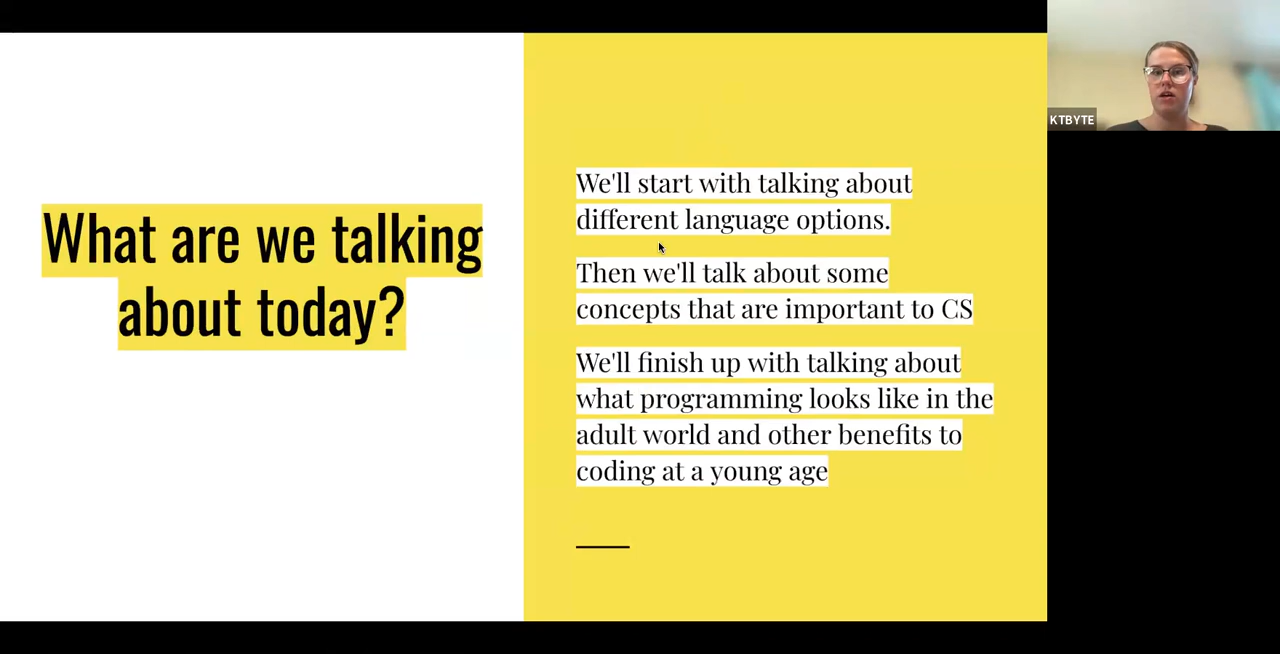 What are we talking
about today?
We'll start with talking about
different language options.
Then we'll talk about some
concepts that are important to CS
We'll finish up with talking about
what programming looks like in the
adult world and other benefits to
coding at a young age
KTBYTE